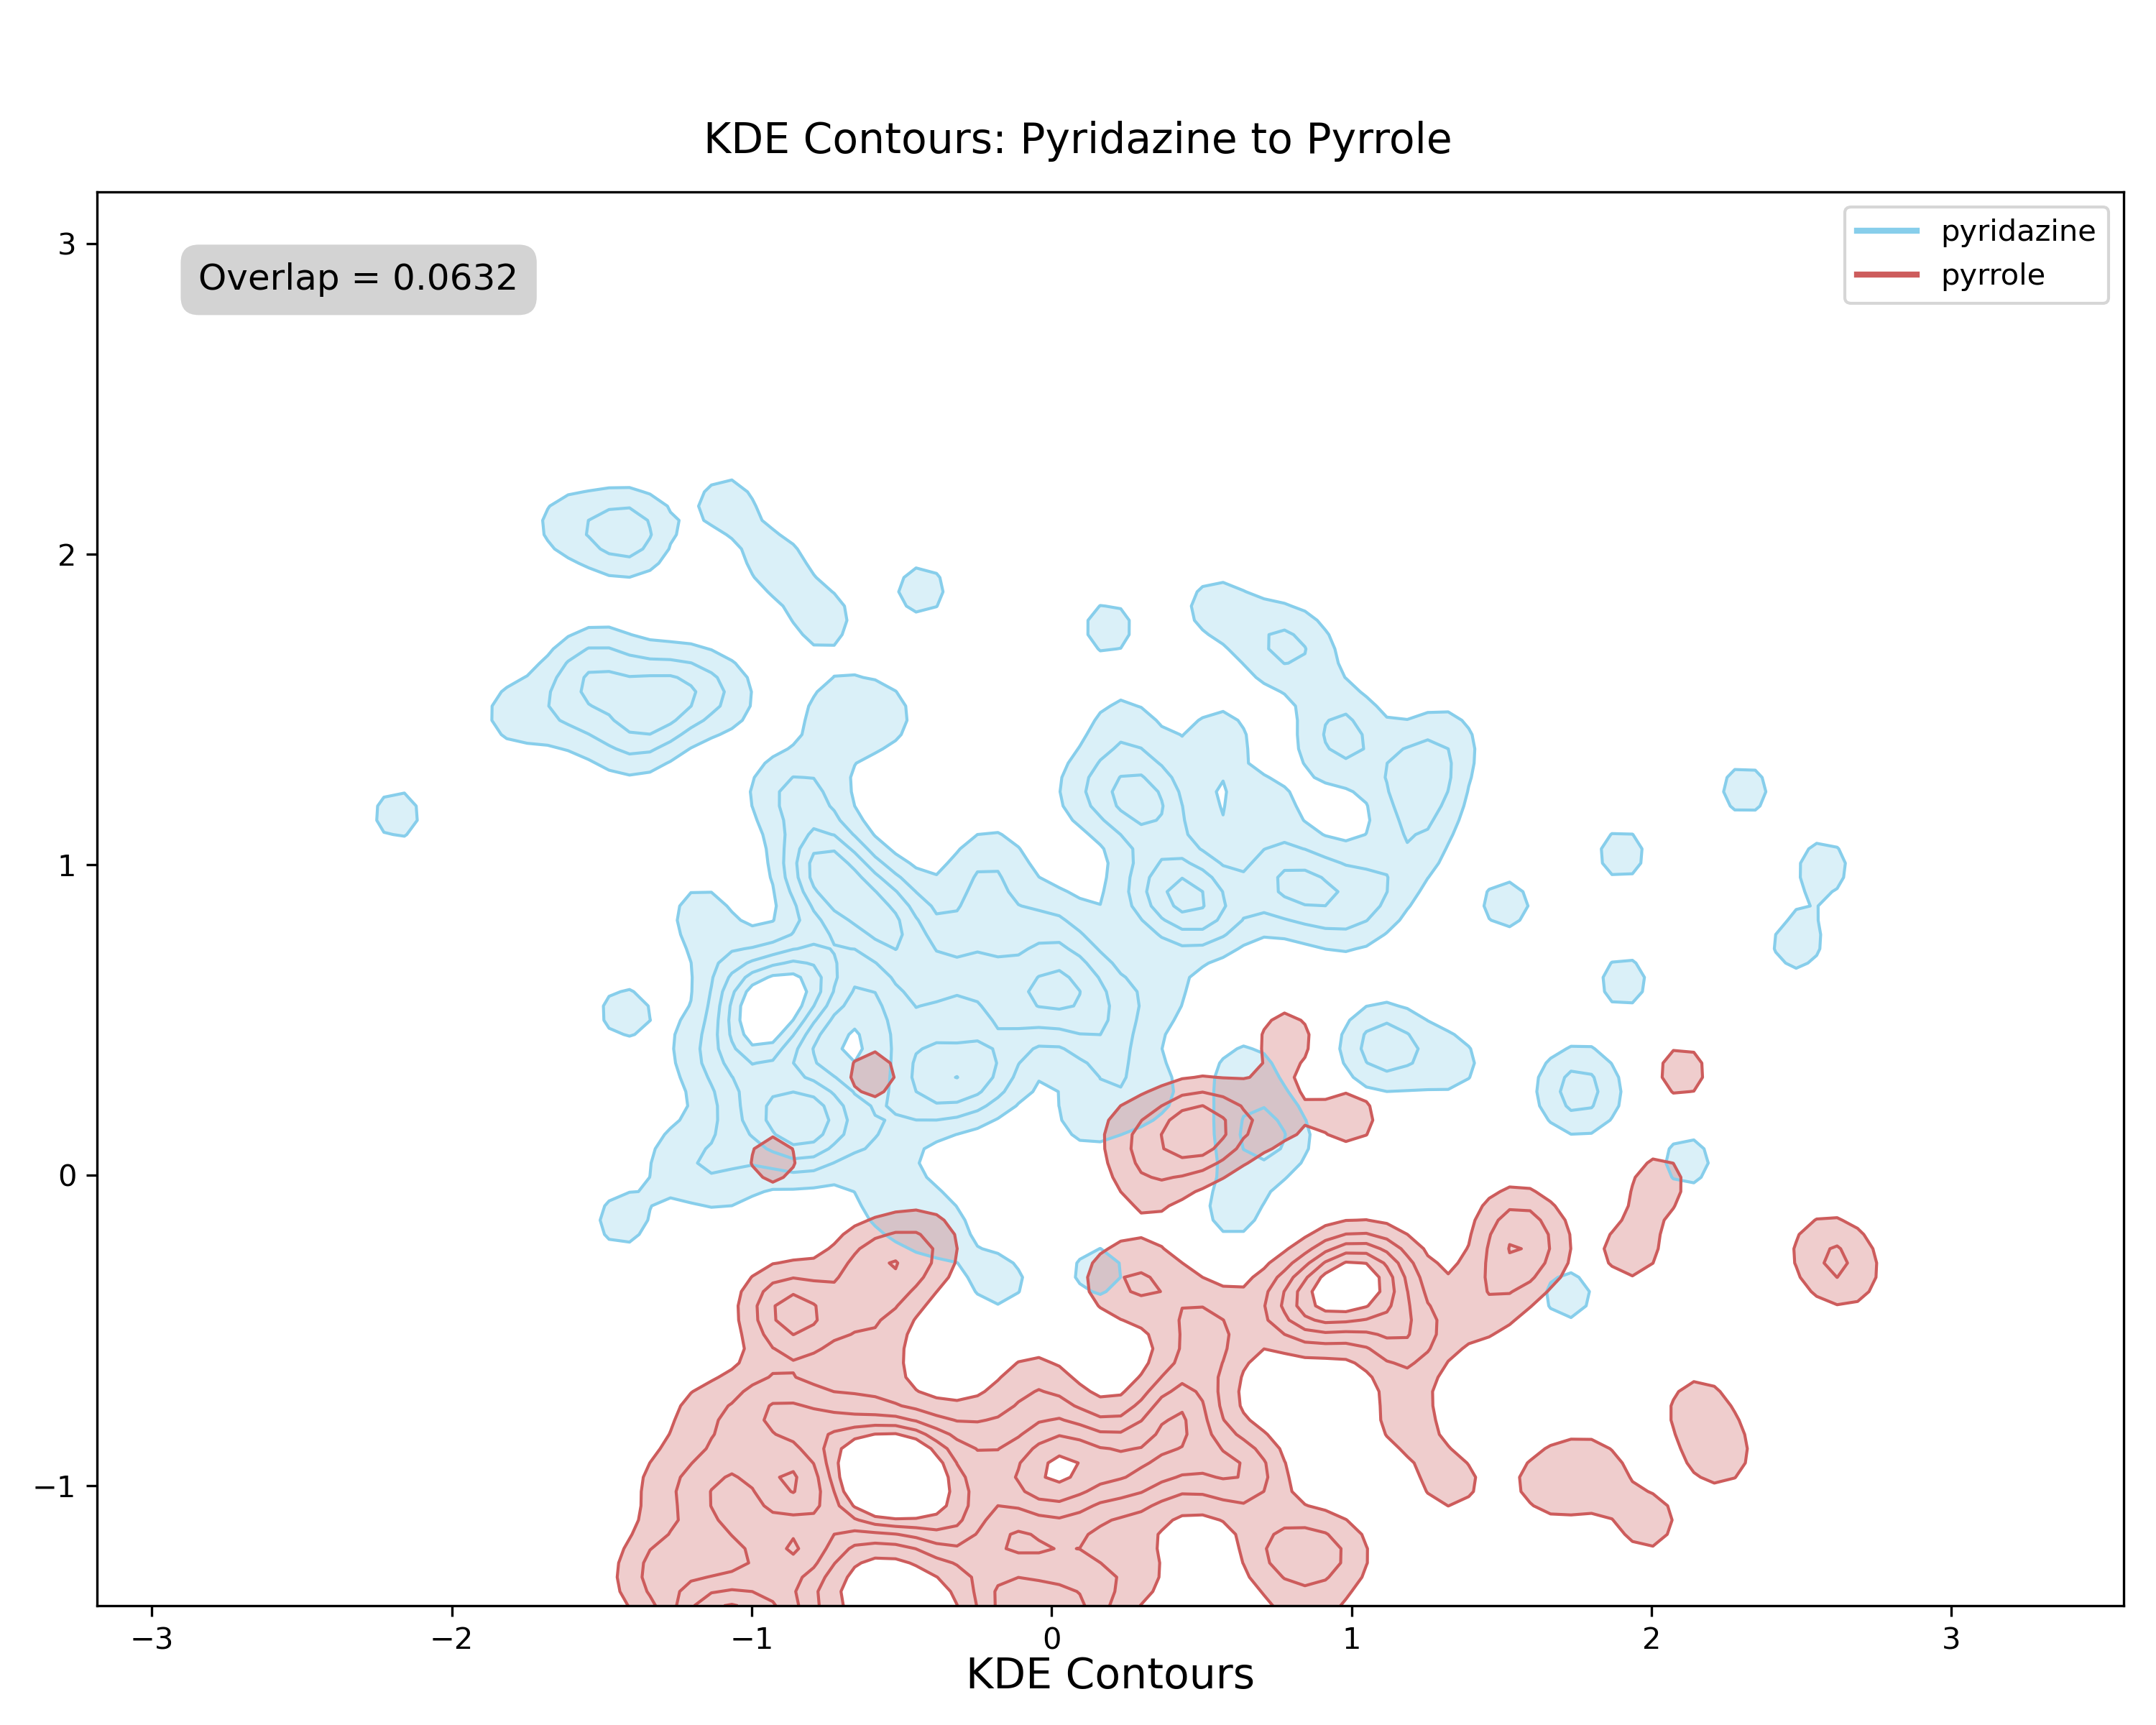 KDE Contours: Pyridazine to Pyrrole
Overlap = 0.0632
pyridazine
pyrrole
3
2
1
0
−1
−3
−2
−1
0
1
2
3
KDE Contours